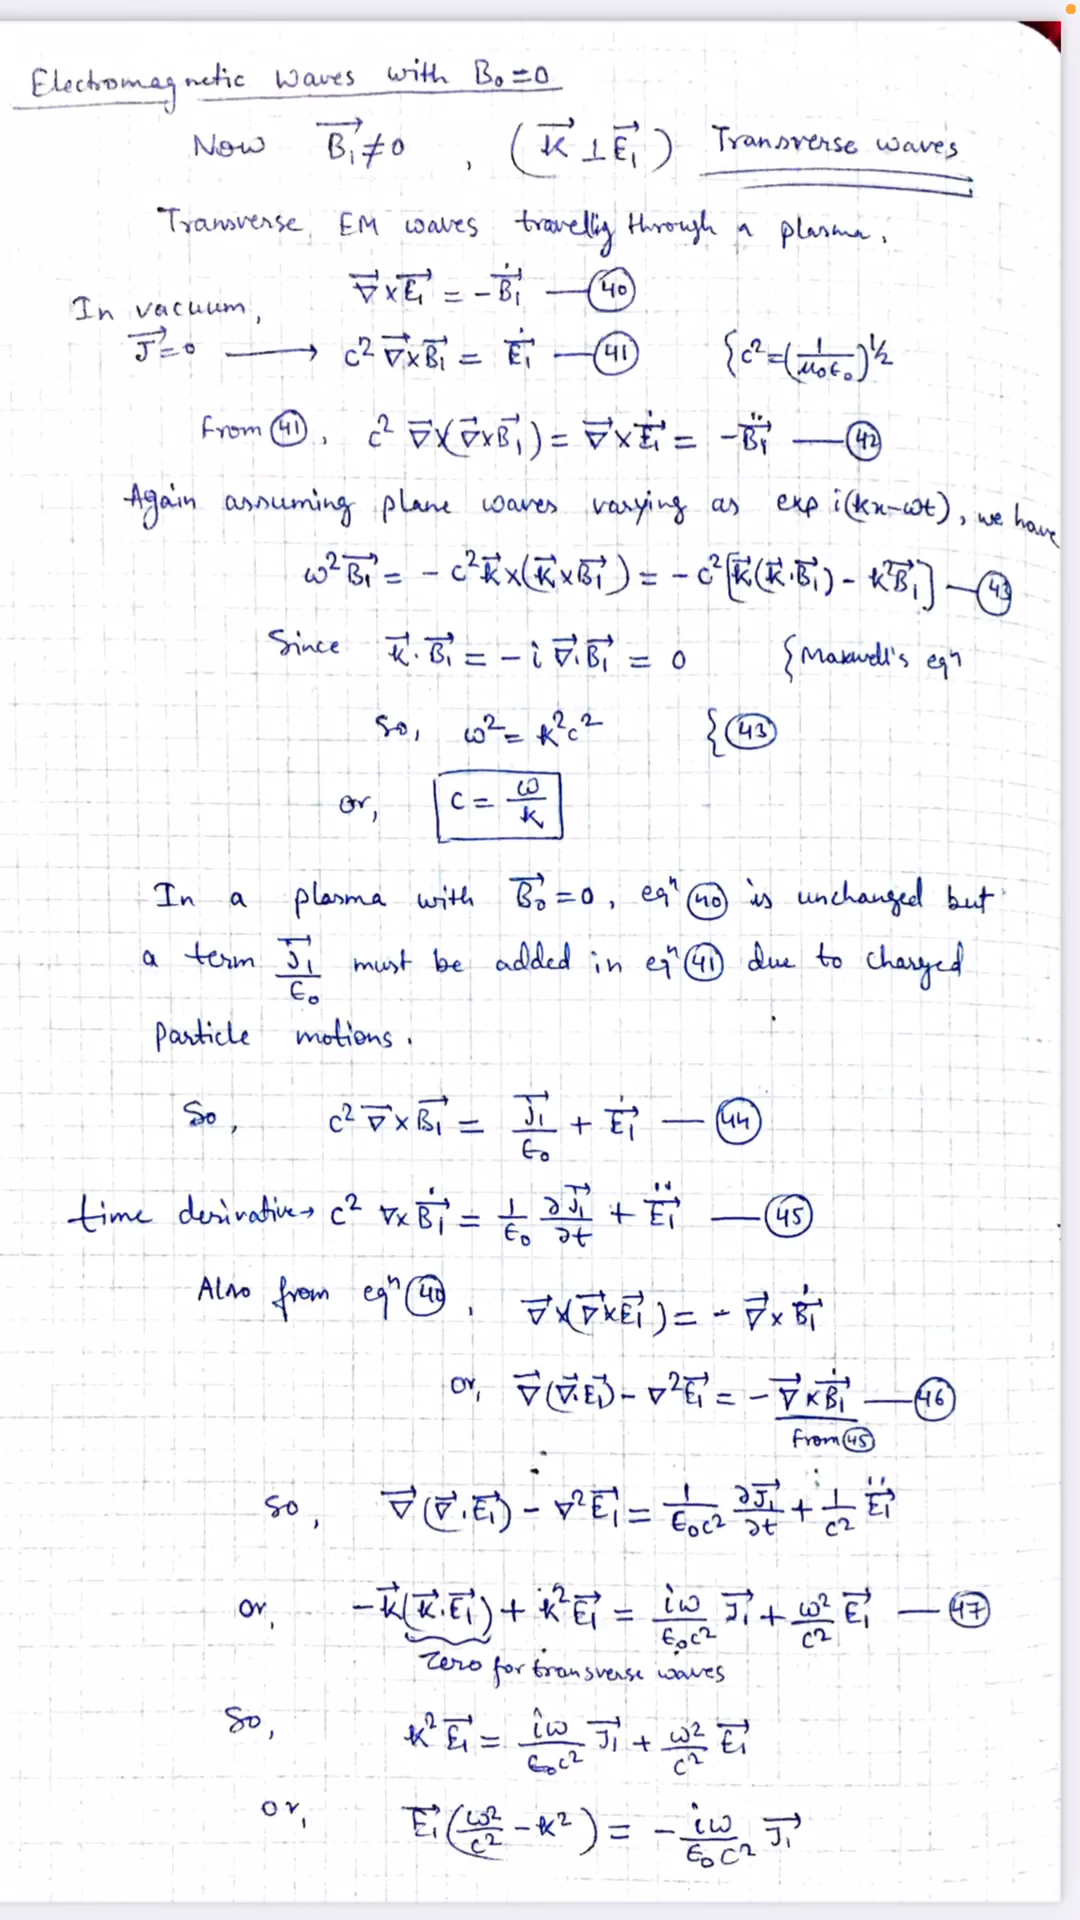 Electromagnetic Waves with B₀=0
Now B⃗₁≠0 , (k⃗ ⊥ E⃗₁) Transverse waves
Transverse EM waves travellig through a plasma.
∇⃗×E⃗₁ = -Ḃ⃗₁ —(40)
In vacuum,
J⃗=0 ⟶ c² ∇⃗×B⃗₁ = Ė⃗₁ —(41) {c²=(1/μ₀ε₀)^½
from (41), c² ∇⃗×(∇⃗×B⃗₁) = ∇⃗×Ė⃗₁ = -B̈⃗₁ —(42)
Again assuming plane waves varying as exp i(kx-ωt), we have
ω²B⃗₁ = - c²k⃗×(k⃗×B⃗₁) = - c²[k⃗(k⃗.B⃗₁) - k²B⃗₁] —(43)
Since k⃗.B⃗₁ = - i ∇⃗.B⃗₁ = 0 {Maxwell's eqⁿ
So, ω² = k²c² {(43)
or, c = ω/k
In a plasma with B⃗₀=0, eqⁿ (40) is unchanged but
a term J⃗₁/ε₀ must be added in eqⁿ (41) due to charged
particle motions.
So, c² ∇⃗×B⃗₁ = J⃗₁/ε₀ + Ė⃗₁ —(44)
time derivative→ c² ∇×Ḃ⃗₁ = 1/ε₀ ∂J⃗₁/∂t + Ë⃗₁ —(45)
Also from eqⁿ (40), ∇⃗×(∇⃗×E⃗₁) = - ∇⃗×Ḃ⃗₁
or, ∇⃗(∇⃗.E⃗₁) - ∇²E⃗₁ = - ∇⃗×Ḃ⃗₁ —(46)
from (45)
So, ∇⃗(∇⃗.E⃗₁) - ∇²E⃗₁ = 1/ε₀c² ∂J⃗₁/∂t + 1/c² Ë⃗₁
or, -k⃗(k⃗.E⃗₁) + k²E⃗₁ = iω/ε₀c² J⃗₁ + ω²/c² E⃗₁ —(47)
zero for transverse waves
So, k²E⃗₁ = iω/ε₀c² J⃗₁ + ω²/c² E⃗₁
or, E⃗₁(ω²/c² - k²) = - iω/ε₀c² J⃗₁